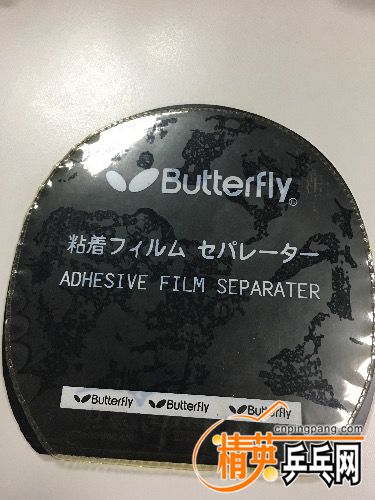 Butterfly
粘着フィルム セパレーター
ADHESIVE FILM SEPARATER
Butterfly Butterfly Butterfly
cnpingpang.com
精英乒乓网